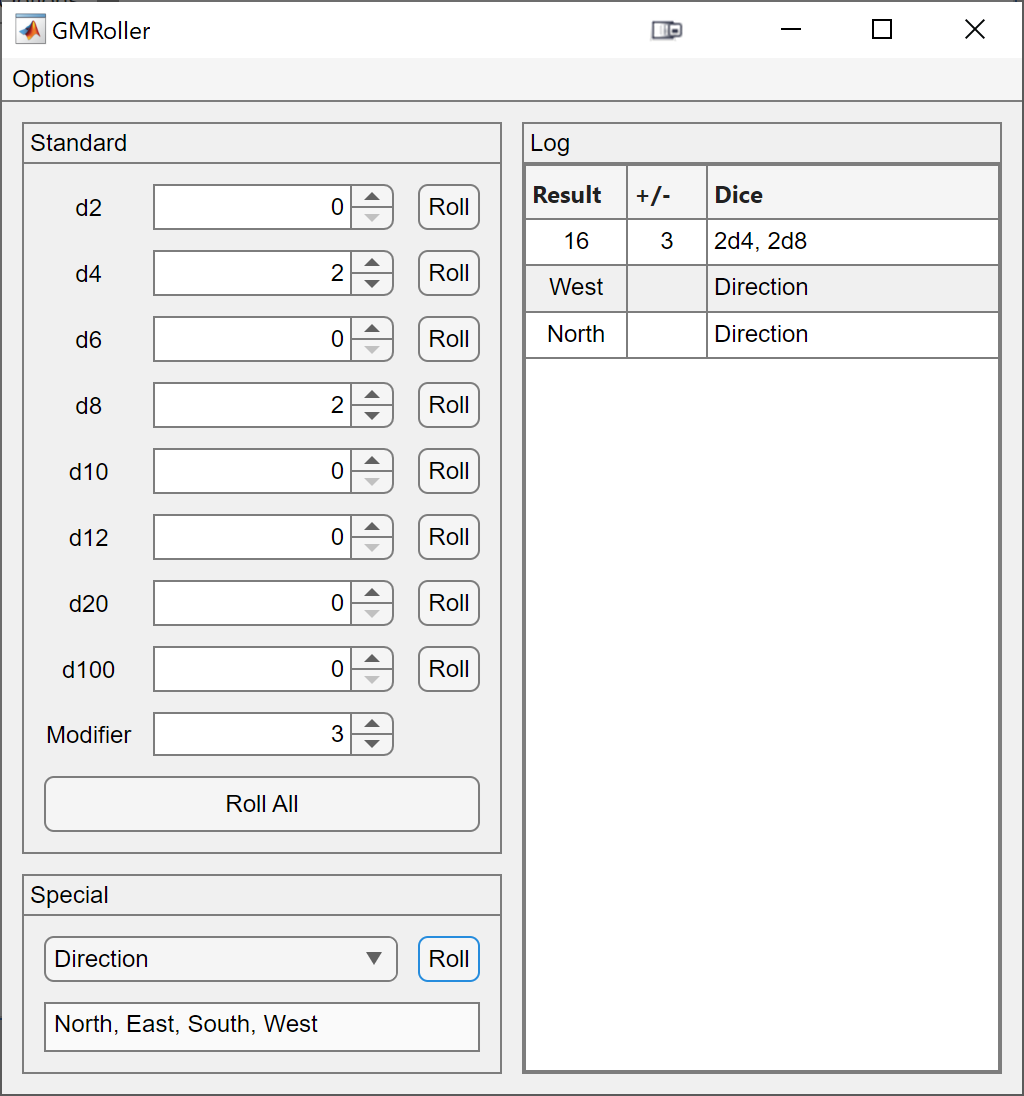 GMRoller
Options
Standard
d2 0 Roll
d4 2 Roll
d6 0 Roll
d8 2 Roll
d10 0 Roll
d12 0 Roll
d20 0 Roll
d100 0 Roll
Modifier 3
Roll All
Special
Direction Roll
North, East, South, West
Log
Result +/- Dice
16 3 2d4, 2d8
West Direction
North Direction